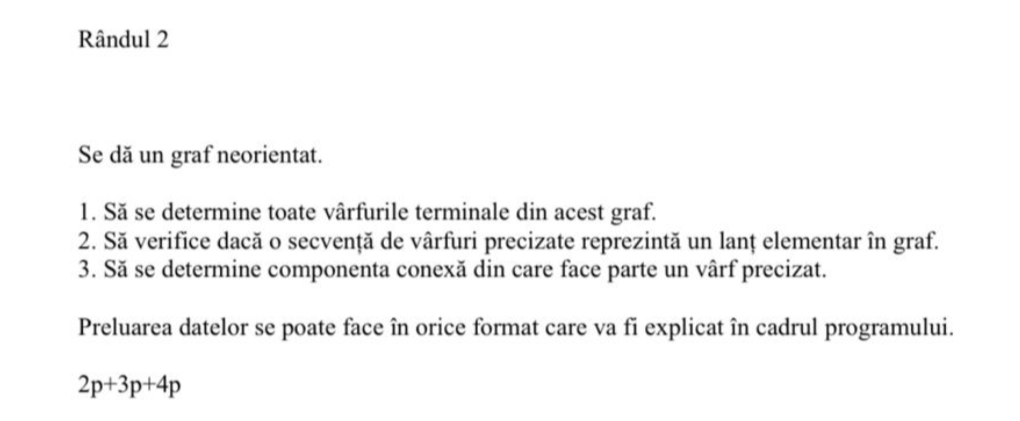 Rândul 2
Se dă un graf neorientat.
1. Să se determine toate vârfurile terminale din acest graf.
2. Să verifice dacă o secvență de vârfuri precizate reprezintă un lanț elementar în graf.
3. Să se determine componenta conexă din care face parte un vârf precizat.
Preluarea datelor se poate face în orice format care va fi explicat în cadrul programului.
2p+3p+4p